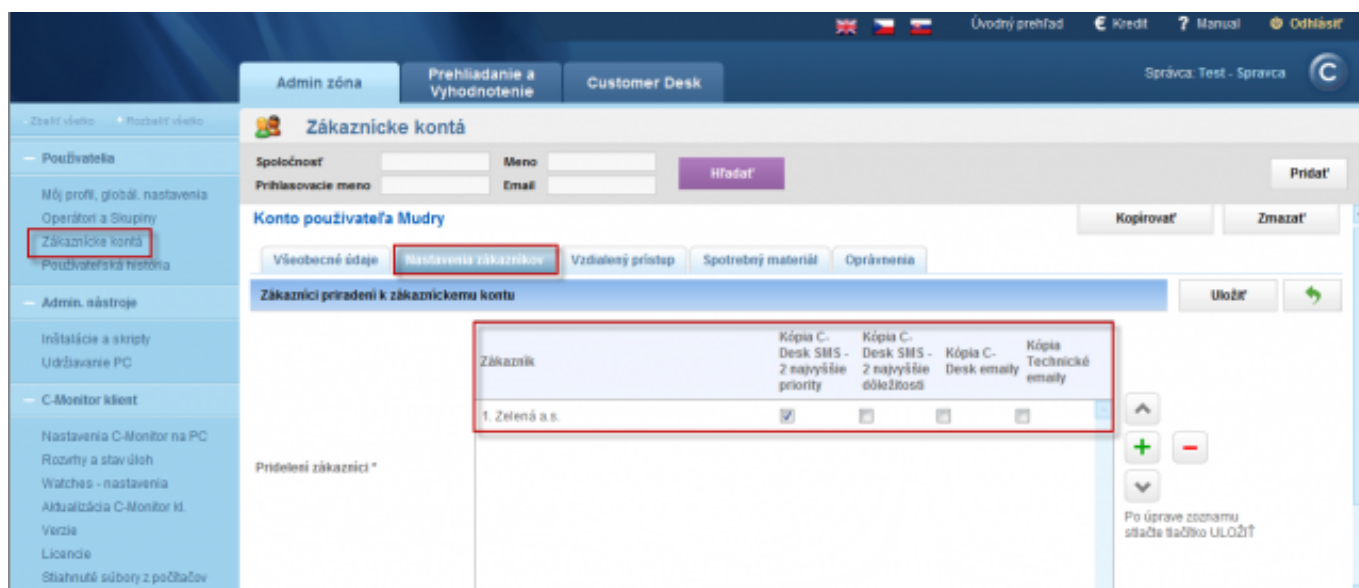 Úvodný prehľad € Kredit ? Manual Odhlásiť
Admin zóna
Prehliadanie a
Vyhodnotenie
Customer Desk
Správca: Test - Spravca
- Zbaliť všetko + Rozbaliť všetko
Zákaznícke kontá
Používatelia
Spoločnosť
Meno
Hľadať
Pridať
Prihlasovacie meno
Email
Môj profil, globál. nastavenia
Operátori a Skupiny
Zákaznícke kontá
Používateľská história
Konto používateľa Mudry
Kopírovať
Zmazať
Všeobecné údaje
Nastavenia zákazníkov
Vzdialený prístup
Spotrebný materiál
Oprávnenia
Admin. nástroje
Zákazníci priradení k zákazníckemu kontu
Uložiť
Inštalácie a skripty
Udržiavanie PC
Zákazník
Kópia C-
Desk SMS -
2 najvyššie
priority
Kópia C-
Desk SMS -
2 najvyššie
dôležitosti
Kópia C-
Desk emaily
Kópia
Technické
emaily
C-Monitor klient
1. Zelená a.s.
Nastavenia C-Monitor na PC
Rozvrhy a stav úloh
Watches - nastavenia
Aktualizácia C-Monitor kl.
Verzie
Licencie
Stiahnuté súbory z počítačov
Pridelení zákazníci *
Po úprave zoznamu
stlačte tlačítko ULOŽIŤ